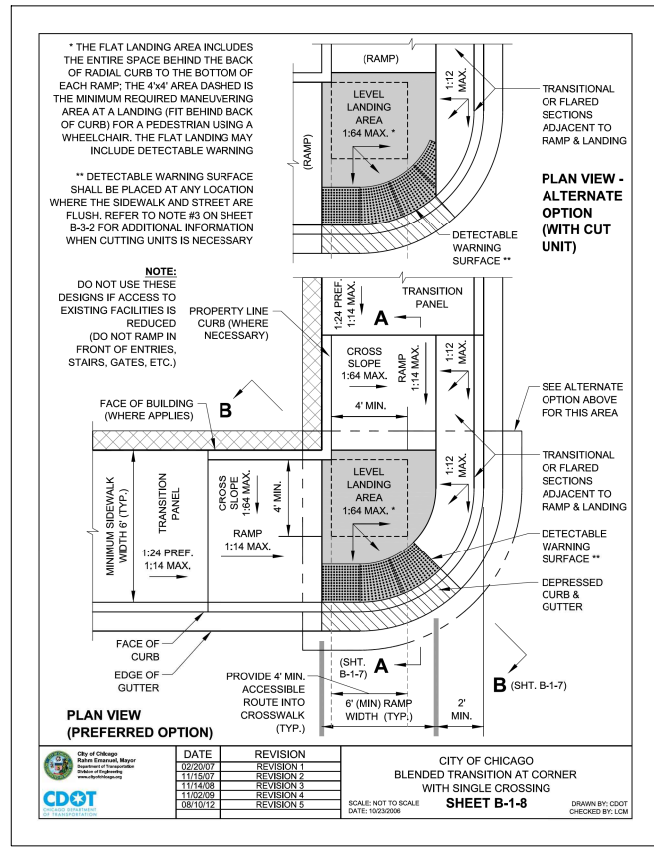 * THE FLAT LANDING AREA INCLUDES
THE ENTIRE SPACE BEHIND THE BACK
OF RADIAL CURB TO THE BOTTOM OF
EACH RAMP; THE 4'x4' AREA DASHED IS
THE MINIMUM REQUIRED MANEUVERING
AREA AT A LANDING (FIT BEHIND BACK
OF CURB) FOR A PEDESTRIAN USING A
WHEELCHAIR. THE FLAT LANDING MAY
INCLUDE DETECTABLE WARNING
** DETECTABLE WARNING SURFACE
SHALL BE PLACED AT ANY LOCATION
WHERE THE SIDEWALK AND STREET ARE
FLUSH. REFER TO NOTE #3 ON SHEET
B-3-2 FOR ADDITIONAL INFORMATION
WHEN CUTTING UNITS IS NECESSARY
(RAMP)
(RAMP)
LEVEL
LANDING
AREA
1:64 MAX. *
1:12
MAX.
TRANSITIONAL
OR FLARED
SECTIONS
ADJACENT TO
RAMP & LANDING
PLAN VIEW -
ALTERNATE
OPTION
(WITH CUT
UNIT)
DETECTABLE
WARNING
SURFACE **
NOTE:
DO NOT USE THESE
DESIGNS IF ACCESS TO
EXISTING FACILITIES IS
REDUCED
(DO NOT RAMP IN
FRONT OF ENTRIES,
STAIRS, GATES, ETC.)
PROPERTY LINE
CURB (WHERE
NECESSARY)
1:24 PREF.
1:14 MAX.
TRANSITION
PANEL
A
CROSS
SLOPE
1:64 MAX.
RAMP
1:14 MAX.
1:12
MAX.
4' MIN.
SEE ALTERNATE
OPTION ABOVE
FOR THIS AREA
B
FACE OF BUILDING
(WHERE APPLIES)
MINIMUM SIDEWALK
WIDTH 6' (TYP.)
TRANSITION
PANEL
1:24 PREF.
1:14 MAX.
CROSS
SLOPE
1:64 MAX.
4' MIN.
RAMP
1:14 MAX.
LEVEL
LANDING
AREA
1:64 MAX. *
1:12
MAX.
TRANSITIONAL
OR FLARED
SECTIONS
ADJACENT TO
RAMP & LANDING
DETECTABLE
WARNING
SURFACE **
DEPRESSED
CURB &
GUTTER
FACE OF
CURB
EDGE OF
GUTTER
(SHT.
B-1-7)
A
PROVIDE 4' MIN.
ACCESSIBLE
ROUTE INTO
CROSSWALK
(TYP.)
6' (MIN) RAMP
WIDTH (TYP.)
2'
MIN.
B (SHT. B-1-7)
PLAN VIEW
(PREFERRED OPTION)
City of Chicago
Rahm Emanuel, Mayor
Department of Transportation
Division of Engineering
www.cityofchicago.org
CDOT
CHICAGO DEPARTMENT
OF TRANSPORTATION
DATE REVISION
02/20/07 REVISION 1
11/15/07 REVISION 2
11/14/08 REVISION 3
11/02/09 REVISION 4
08/10/12 REVISION 5
CITY OF CHICAGO
BLENDED TRANSITION AT CORNER
WITH SINGLE CROSSING
SHEET B-1-8
SCALE: NOT TO SCALE
DATE: 10/23/2006
DRAWN BY: CDOT
CHECKED BY: LCM